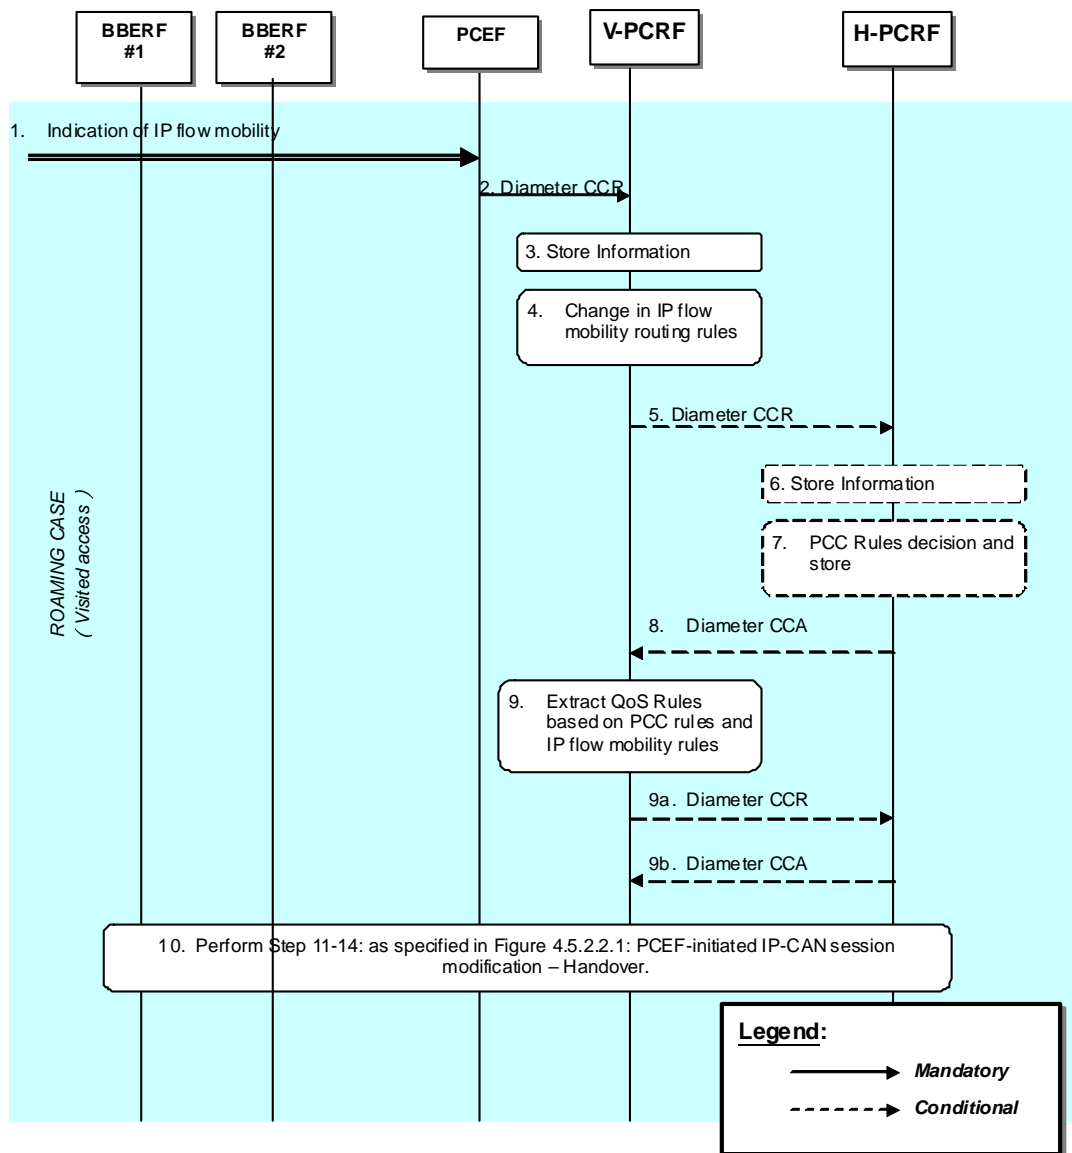 BBERF
#1
BBERF
#2
PCEF
V-PCRF
H-PCRF
1. Indication of IP flow mobility
2. Diameter CCR
3. Store Information
4. Change in IP flow
mobility routing rules
5. Diameter CCR
6. Store Information
7. PCC Rules decision and
store
ROAMING CASE
( Visited access )
8. Diameter CCA
9. Extract QoS Rules
based on PCC rules and
IP flow mobility rules
9a. Diameter CCR
9b. Diameter CCA
10. Perform Step 11-14: as specified in Figure 4.5.2.2.1: PCEF-initiated IP-CAN session
modification – Handover.
Legend:
Mandatory
Conditional